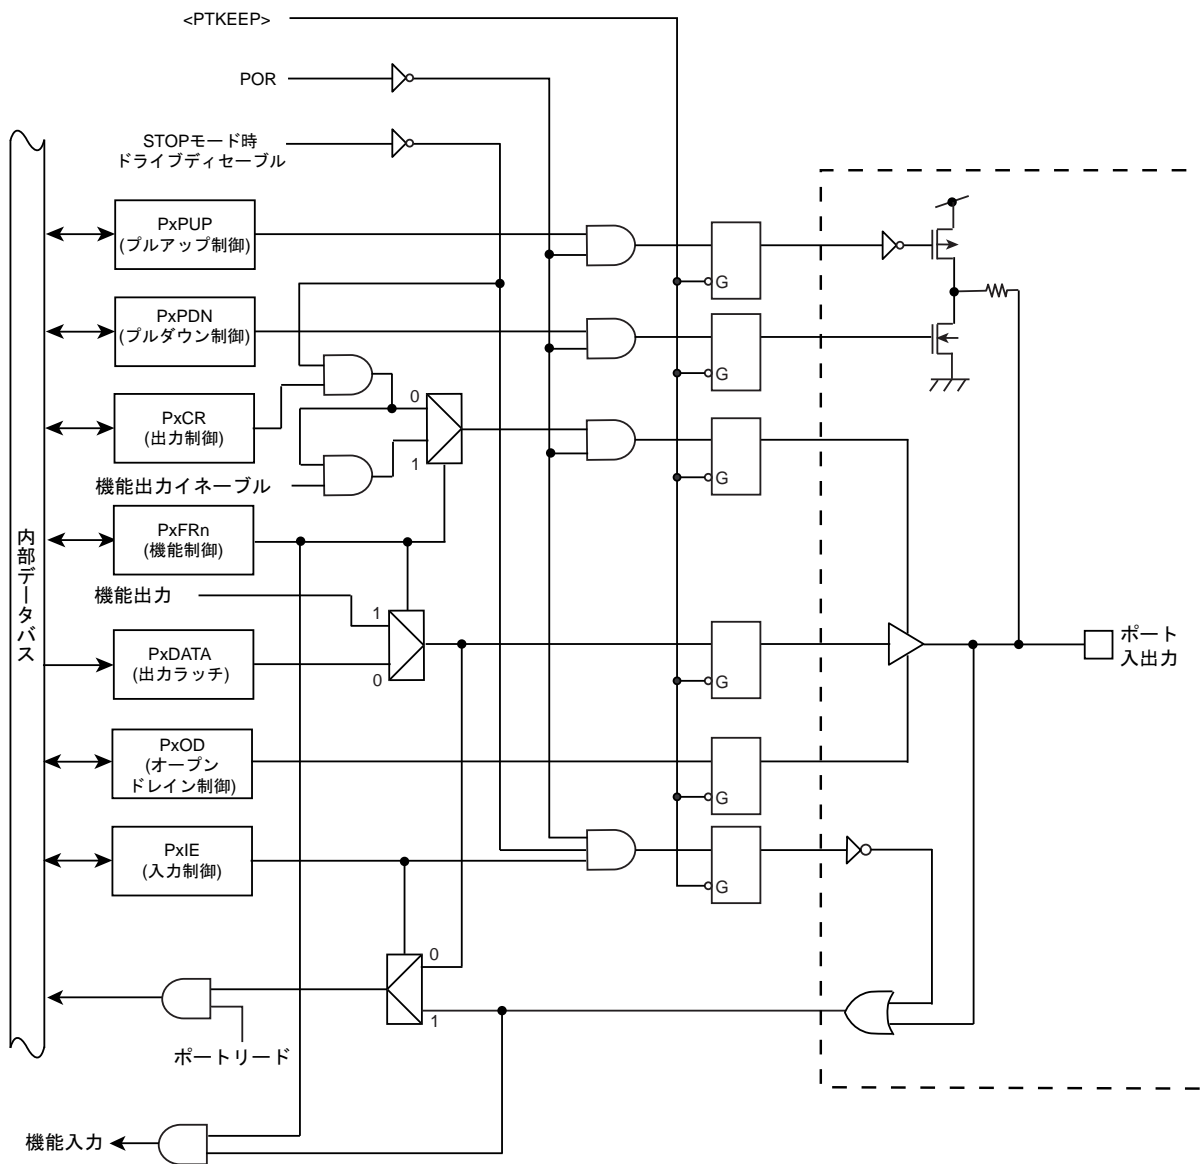 <PTKEEP>
POR
STOPモード時
ドライブディセーブル
PxPUP
(プルアップ制御)
G
PxPDN
(プルダウン制御)
G
PxCR
(出力制御)
0
1
G
機能出力イネーブル
PxFRn
(機能制御)
内部データバス
機能出力
1
0
PxDATA
(出力ラッチ)
G
ポート
入出力
PxOD
(オープン
ドレイン制御)
G
PxIE
(入力制御)
G
0
1
ポートリード
機能入力